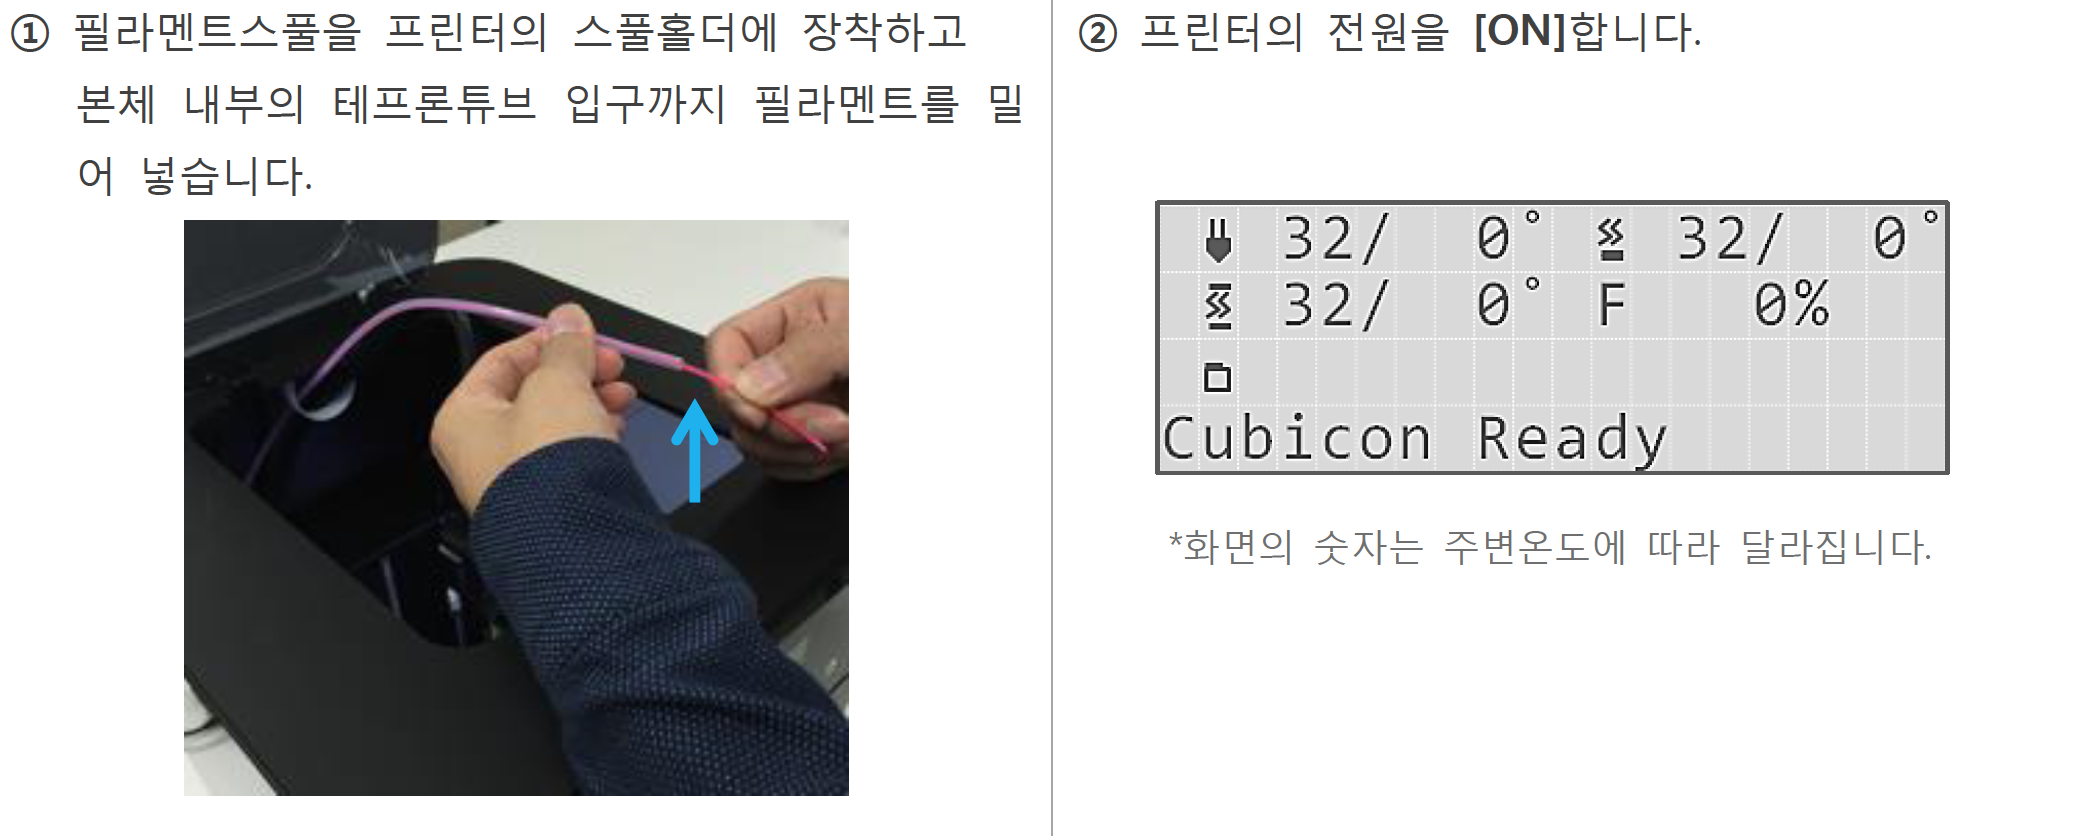 ① 필라멘트스풀을 프린터의 스풀홀더에 장착하고
본체 내부의 테프론튜브 입구까지 필라멘트를 밀
어 넣습니다.
② 프린터의 전원을 [ON]합니다.
32/ 0° 32/ 0°
32/ 0° F 0%
Cubicon Ready
*화면의 숫자는 주변온도에 따라 달라집니다.